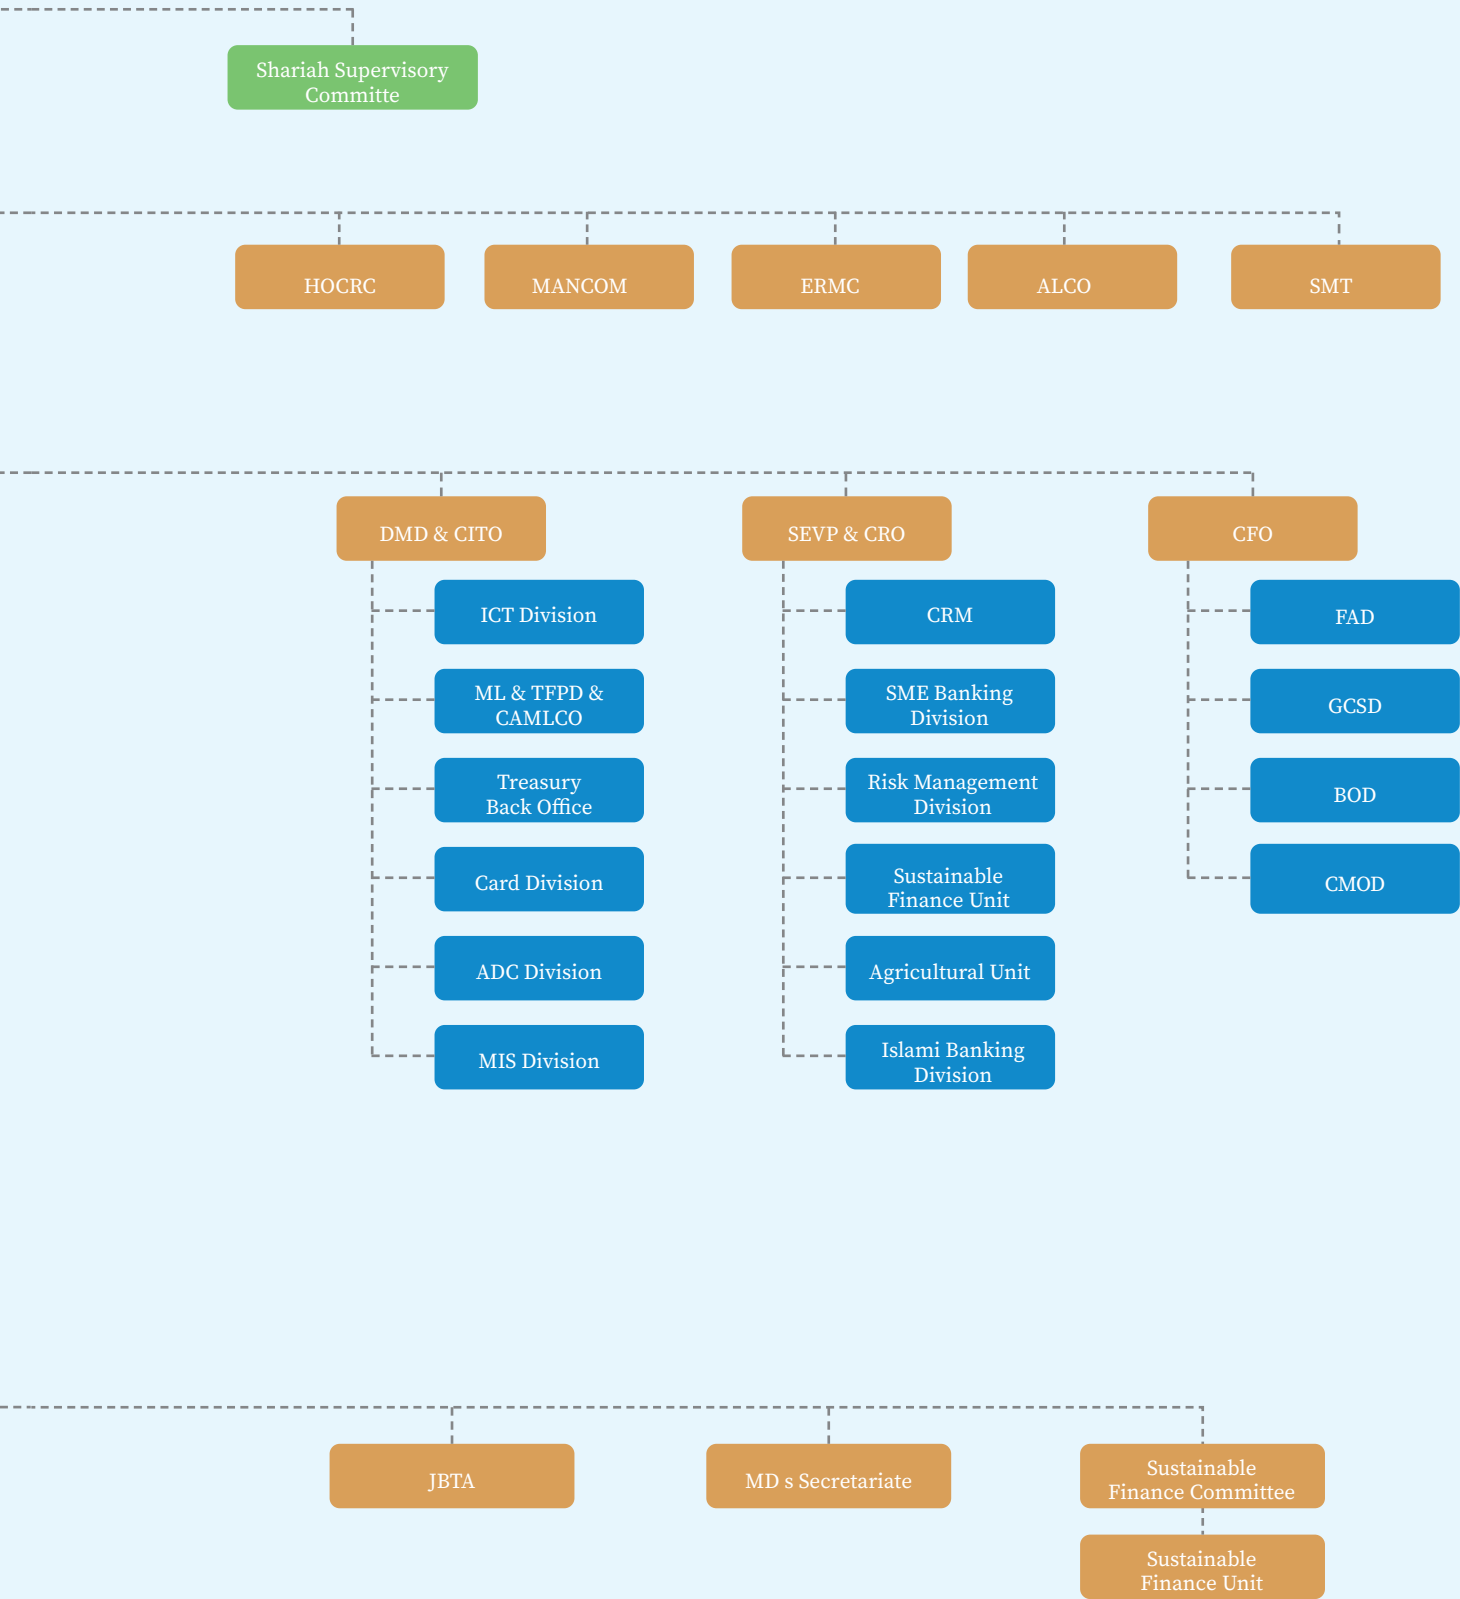 Shariah Supervisory
Committe
HOCRC
MANCOM
ERMC
ALCO
SMT
DMD & CITO
ICT Division
ML & TFPD &
CAMLCO
Treasury
Back Office
Card Division
ADC Division
MIS Division
SEVP & CRO
CRM
SME Banking
Division
Risk Management
Division
Sustainable
Finance Unit
Agricultural Unit
Islami Banking
Division
CFO
FAD
GCSD
BOD
CMOD
JBTA
MD s Secretariate
Sustainable
Finance Committee
Sustainable
Finance Unit